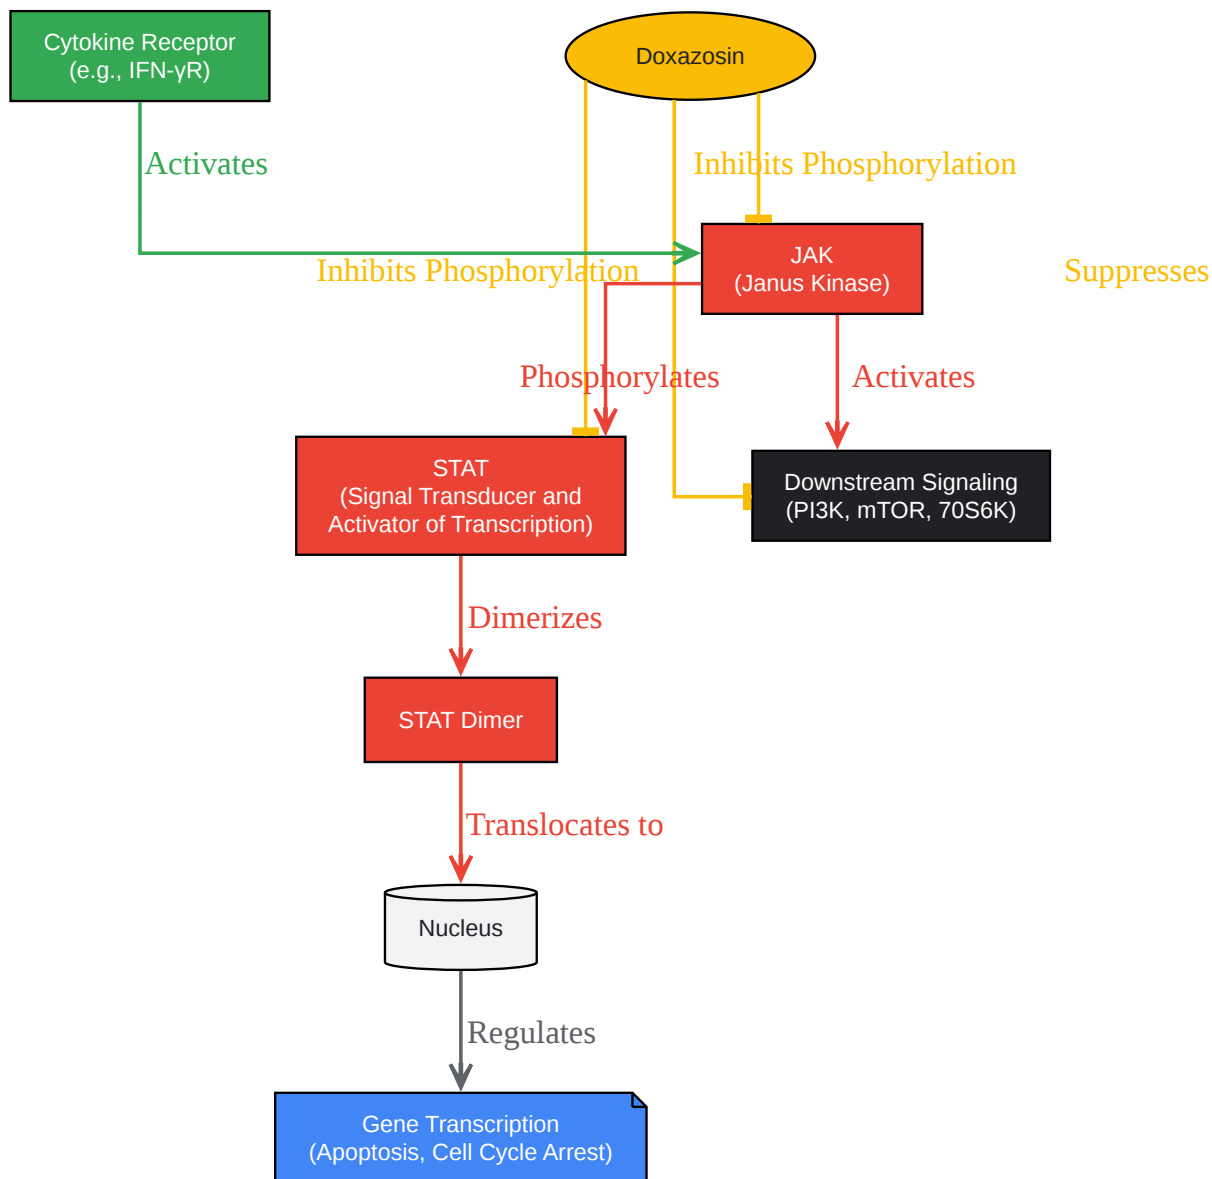 Cytokine Receptor
(e.g., IFN-γR)
Doxazosin
Activates
Inhibits Phosphorylation
JAK
(Janus Kinase)
Inhibits Phosphorylation
Suppresses
Phosphorylates
Activates
STAT
(Signal Transducer and
Activator of Transcription)
Downstream Signaling
(PI3K, mTOR, 70S6K)
Dimerizes
STAT Dimer
Translocates to
Nucleus
Regulates
Gene Transcription
(Apoptosis, Cell Cycle Arrest)